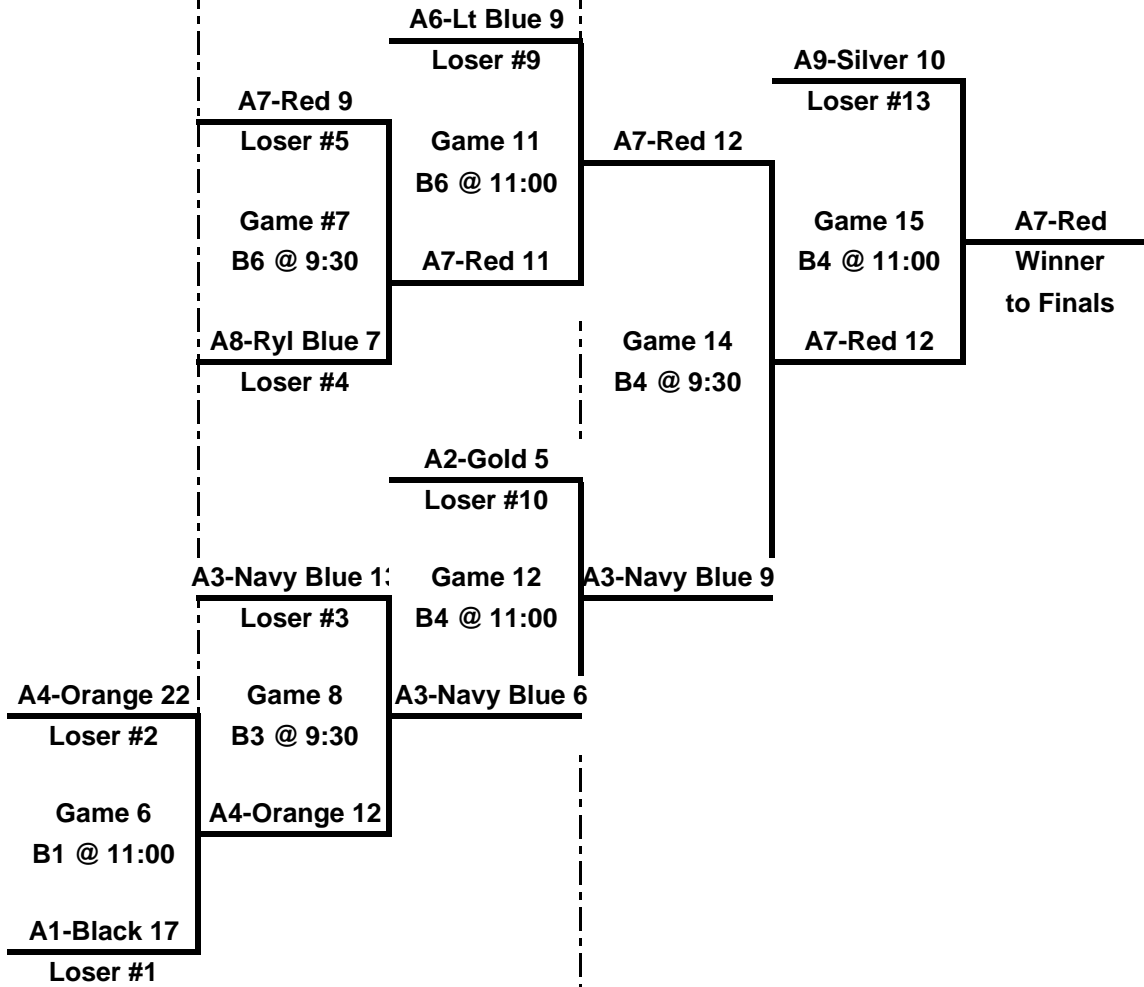 A6-Lt Blue 9
Loser #9
A9-Silver 10
Loser #13
A7-Red 9
Loser #5
Game 11
B6 @ 11:00
A7-Red 12
Game #7
B6 @ 9:30
A7-Red 11
Game 15
B4 @ 11:00
A7-Red
Winner
to Finals
A8-Ryl Blue 7
Loser #4
Game 14
B4 @ 9:30
A7-Red 12
A2-Gold 5
Loser #10
A3-Navy Blue 13
Loser #3
Game 12
B4 @ 11:00
A3-Navy Blue 9
A4-Orange 22
Loser #2
Game 8
B3 @ 9:30
A3-Navy Blue 6
Game 6
B1 @ 11:00
A4-Orange 12
A1-Black 17
Loser #1